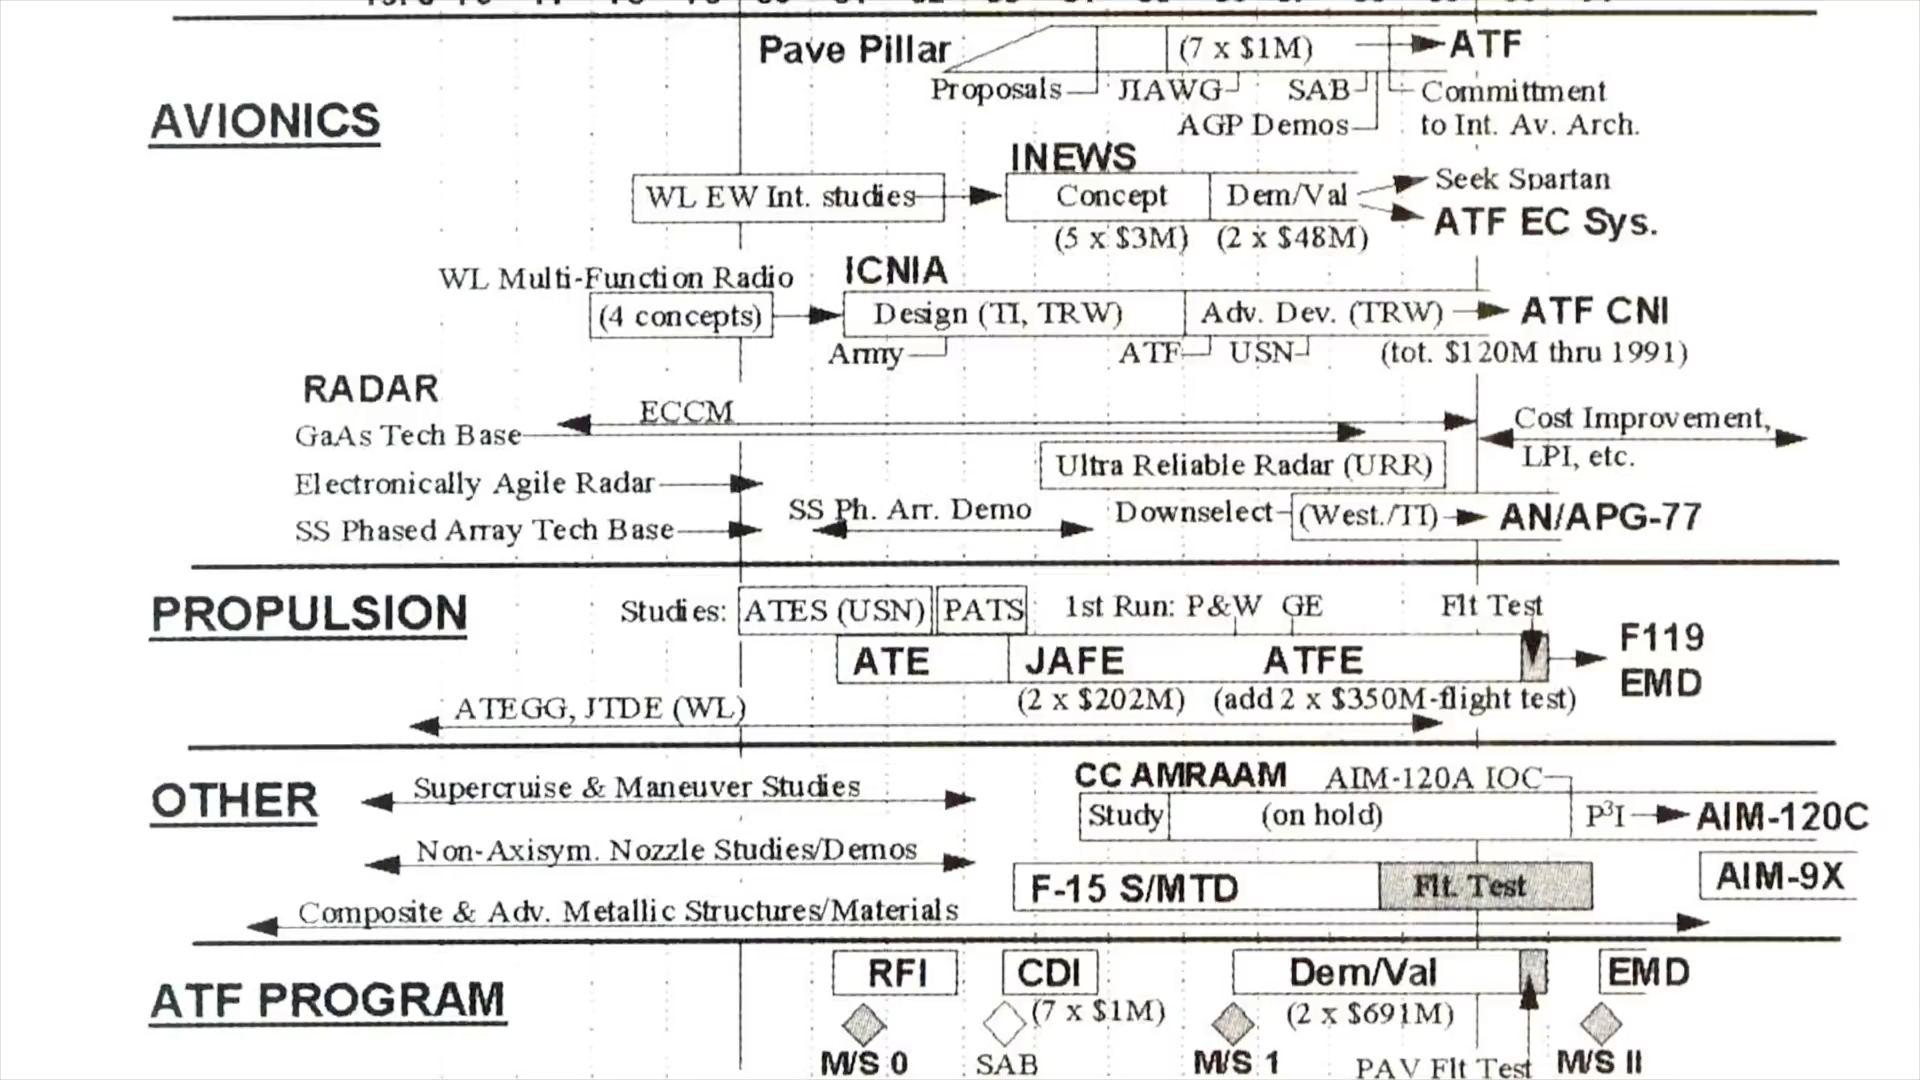 Pave Pillar (7 x $1M) ATF
Proposals JIAWG SAB Committment
AGP Demos to Int. Av. Arch.
AVIONICS
INEWS
WL EW Int. studies Concept Dem/Val Seek Spartan
ATF EC Sys.
(5 x $3M) (2 x $48M)
WL Multi-Function Radio ICNIA
(4 concepts) Design (TI, TRW) Adv. Dev. (TRW) ATF CNI
Army ATF USN (tot. $120M thru 1991)
RADAR
ECCM Cost Improvement,
GaAs Tech Base LPI, etc.
Ultra Reliable Radar (URR)
Electronically Agile Radar
SS Ph. Arr. Demo Downselect (West./TI) AN/APG-77
SS Phased Array Tech Base
PROPULSION Studies: ATES (USN) PATS 1st Run: P&W GE Flt Test
ATE JAFE ATFE F119
EMD
(2 x $202M) (add 2 x $350M-flight test)
ATEGG, JTDE (WL)
CC AMRAAM AIM-120A IOC
OTHER Supercruise & Maneuver Studies
Study (on hold) P³I AIM-120C
Non-Axisym. Nozzle Studies/Demos
F-15 S/MTD Flt. Test AIM-9X
Composite & Adv. Metallic Structures/Materials
ATF PROGRAM RFI CDI Dem/Val EMD
(7 x $1M) (2 x $691M)
M/S 0 SAB M/S 1 PAV Flt Test M/S II